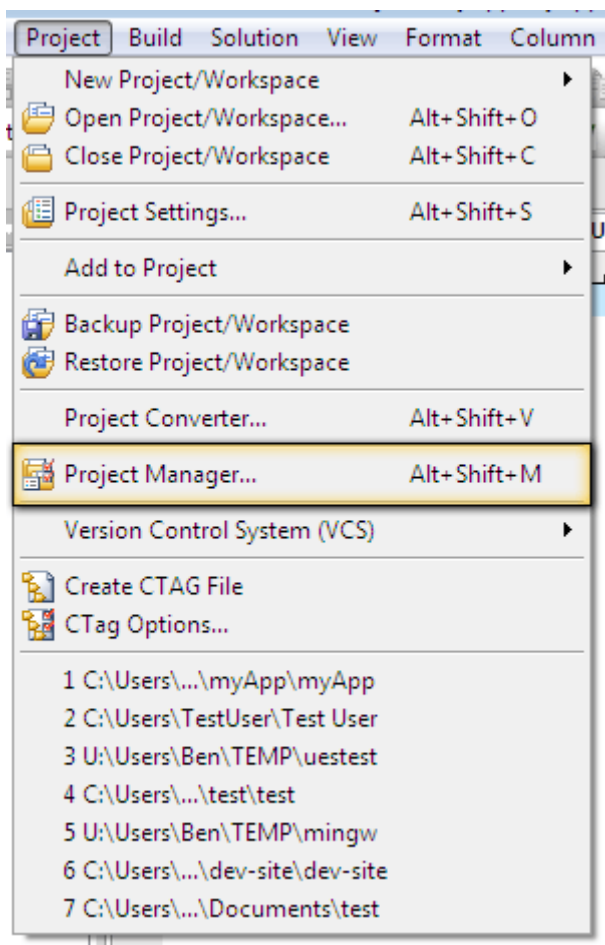 Project Build Solution View Format Column
New Project/Workspace
Open Project/Workspace... Alt+Shift+O
Close Project/Workspace Alt+Shift+C
Project Settings... Alt+Shift+S
Add to Project
Backup Project/Workspace
Restore Project/Workspace
Project Converter... Alt+Shift+V
Project Manager... Alt+Shift+M
Version Control System (VCS)
Create CTAG File
CTag Options...
1 C:\Users\...\myApp\myApp
2 C:\Users\TestUser\Test User
3 U:\Users\Ben\TEMP\uestest
4 C:\Users\...\test\test
5 U:\Users\Ben\TEMP\mingw
6 C:\Users\...\dev-site\dev-site
7 C:\Users\...\Documents\test